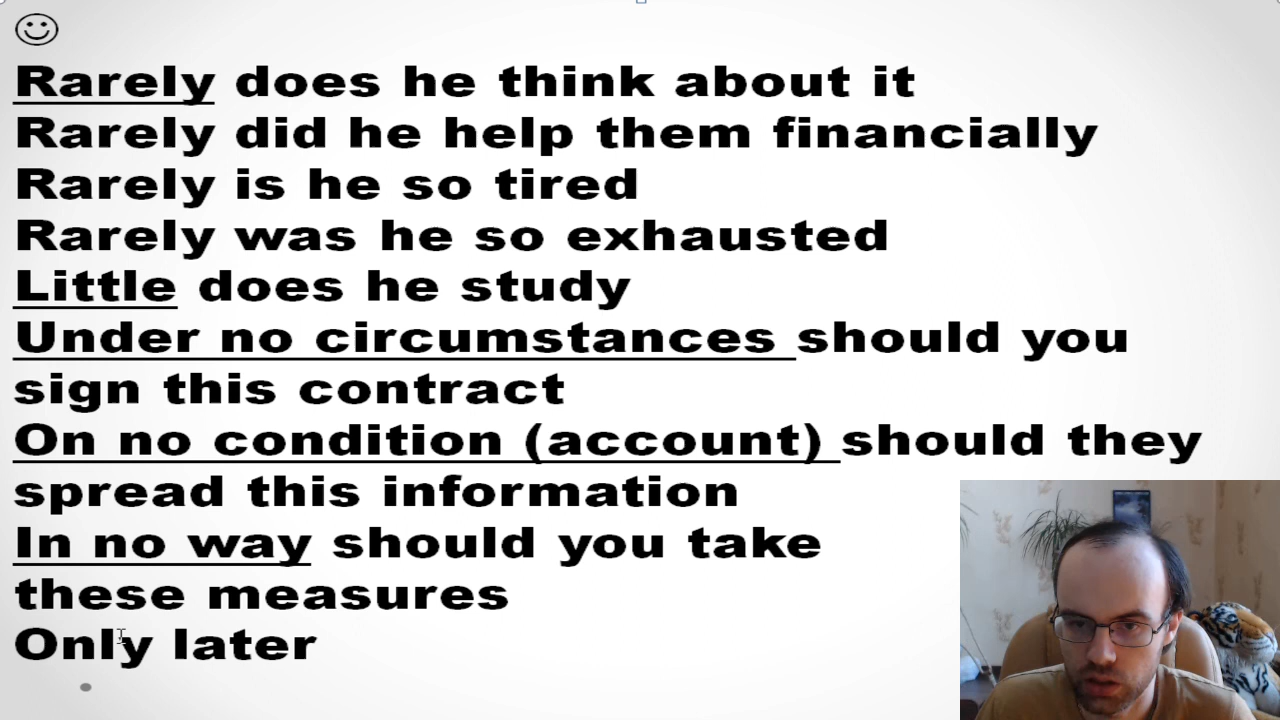 Rarely does he think about it
Rarely did he help them financially
Rarely is he so tired
Rarely was he so exhausted
Little does he study
Under no circumstances should you
sign this contract
On no condition (account) should they
spread this information
In no way should you take
these measures
Only later